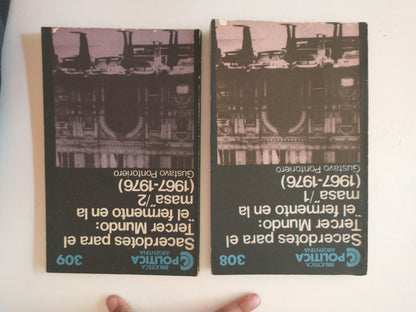 BIBLIOTECA
POLITICA
ARGENTINA
308
Sacerdotes para el
Tercer Mundo:
"el fermento en la
masa"/1
(1967-1976)
Gustavo Pontoriero
BIBLIOTECA
POLITICA
ARGENTINA
309
Sacerdotes para el
Tercer Mundo:
"el fermento en la
masa"/2
(1967-1976)
Gustavo Pontoriero